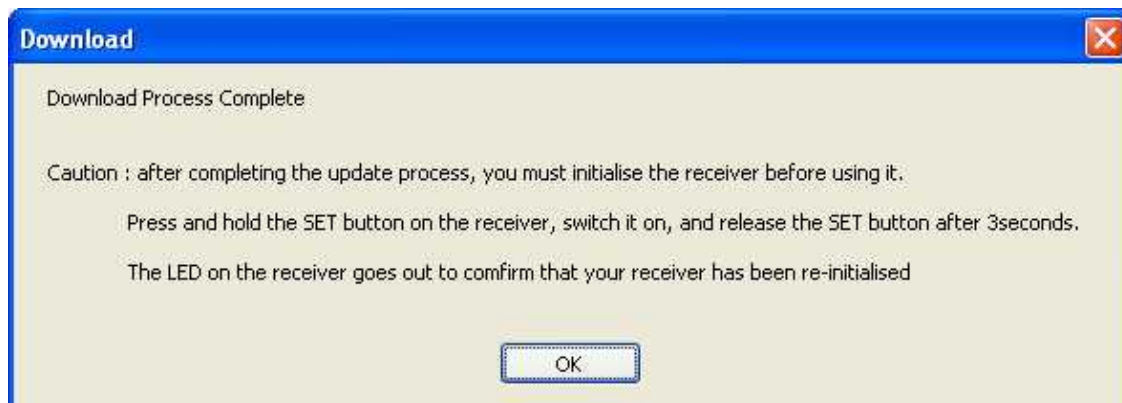 Download
Download Process Complete
Caution : after completing the update process, you must initialise the receiver before using it.
Press and hold the SET button on the receiver, switch it on, and release the SET button after 3seconds.
The LED on the receiver goes out to comfirm that your receiver has been re-initialised
OK